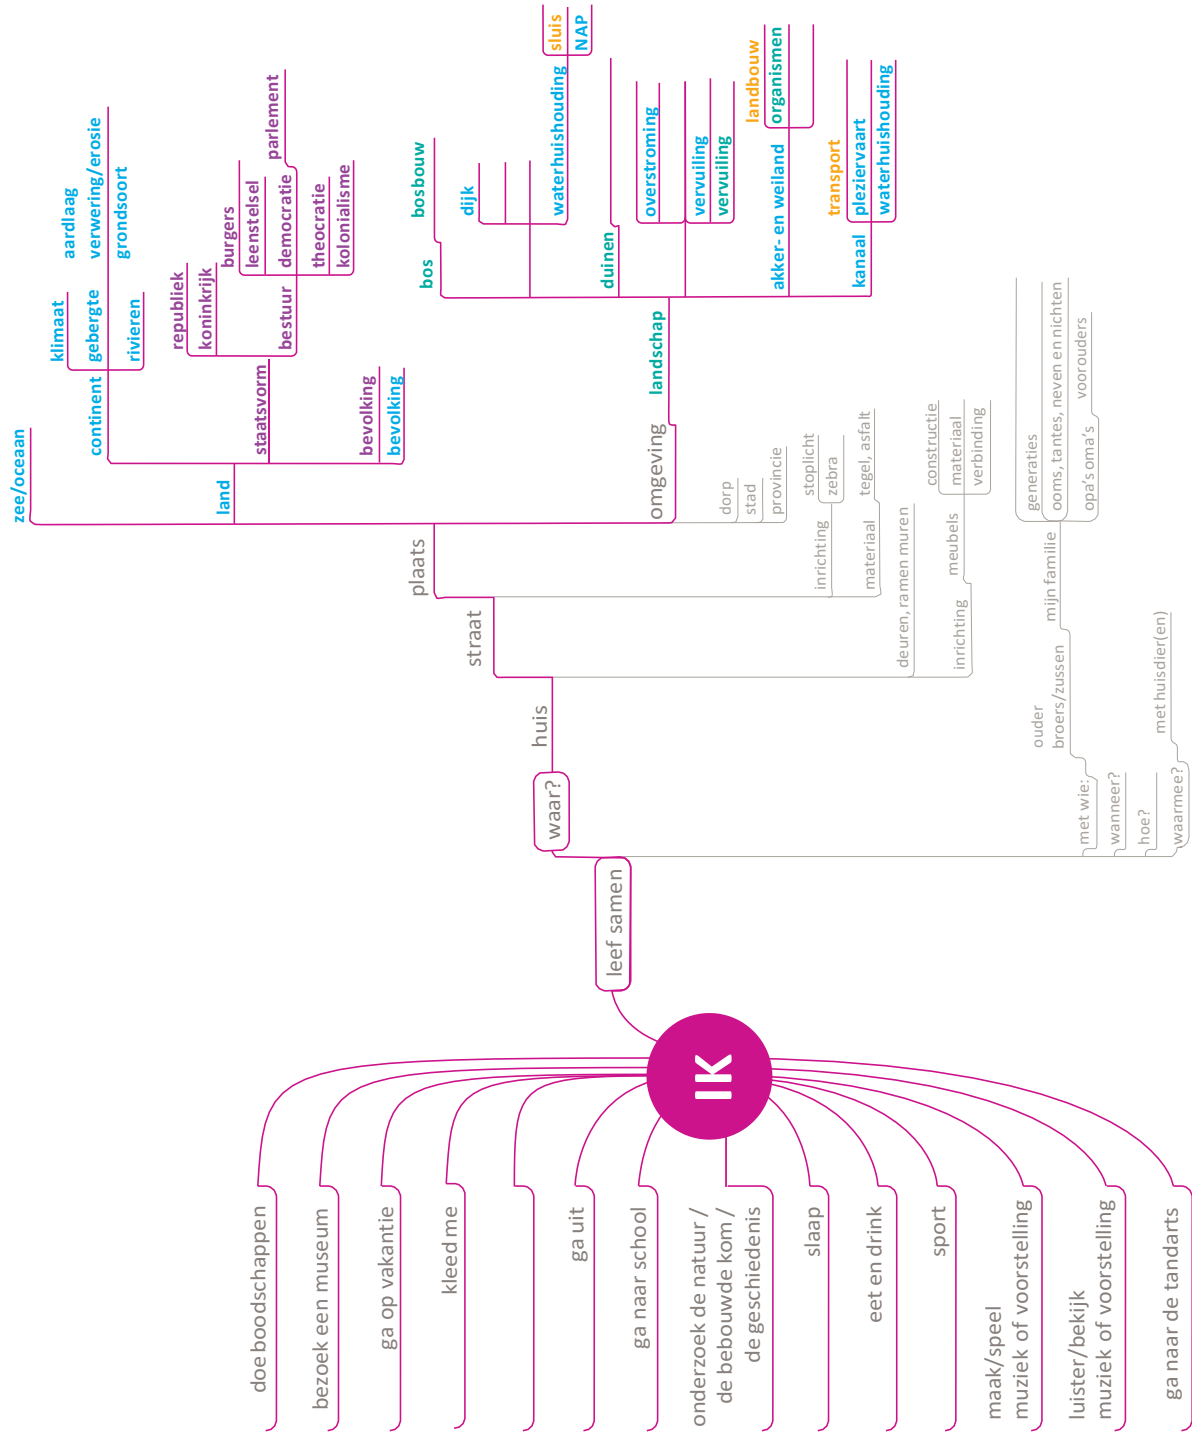 IK
doe boodschappen
bezoek een museum
ga op vakantie
kleed me
ga uit
ga naar school
onderzoek de natuur /
de bebouwde kom /
de geschiedenis
slaap
eet en drink
sport
maak/speel
muziek of voorstelling
luister/bekijk
muziek of voorstelling
ga naar de tandarts
leef samen
waar?
huis
straat
plaats
zee/oceaan
land
continent
klimaat
gebergte
rivieren
aardlaag
verwering/erosie
grondsoort
staatsvorm
republiek
koninkrijk
bestuur
burgers
leenstelsel
democratie
theocratie
kolonialisme
parlement
bevolking
bevolking
omgeving
landschap
bos
bosbouw
dijk
waterhuishouding
sluis
NAP
duinen
overstroming
vervuiling
vervuiling
akker- en weiland
landbouw
organismen
kanaal
transport
pleziervaart
waterhuishouding
dorp
stad
provincie
inrichting
stoplicht
zebra
materiaal
tegel, asfalt
deuren, ramen muren
inrichting
meubels
constructie
materiaal
verbinding
met wie:
ouder
broers/zussen
mijn familie
generaties
ooms, tantes, neven en nichten
opa's oma's
voorouders
wanneer?
hoe?
waarmee?
met huisdier(en)